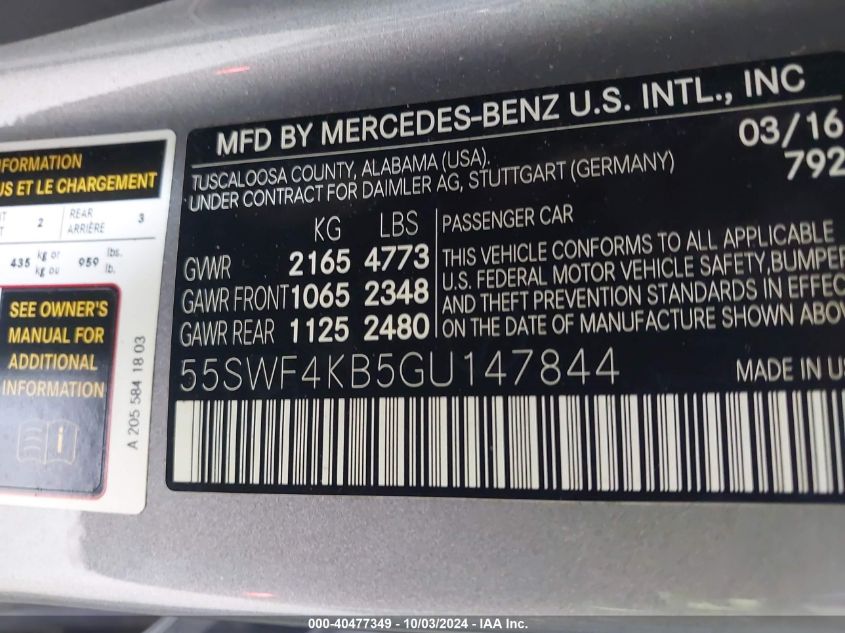 NFORMATION
US ET LE CHARGEMENT
2 REAR ARRIÈRE 3
435 kg or kg ou 959 lbs. lb.
SEE OWNER'S
MANUAL FOR
ADDITIONAL
INFORMATION
A 205 584 18 03
MFD BY MERCEDES-BENZ U.S. INTL., INC
TUSCALOOSA COUNTY, ALABAMA (USA). 03/16
UNDER CONTRACT FOR DAIMLER AG, STUTTGART (GERMANY) 792
KG LBS PASSENGER CAR
GVWR 2165 4773
GAWR FRONT 1065 2348
GAWR REAR 1125 2480
THIS VEHICLE CONFORMS TO ALL APPLICABLE
U.S. FEDERAL MOTOR VEHICLE SAFETY, BUMPER
AND THEFT PREVENTION STANDARDS IN EFFEC
ON THE DATE OF MANUFACTURE SHOWN ABOV
55SWF4KB5GU147844 MADE IN US
000-40477349 - 10/03/2024 - IAA Inc.